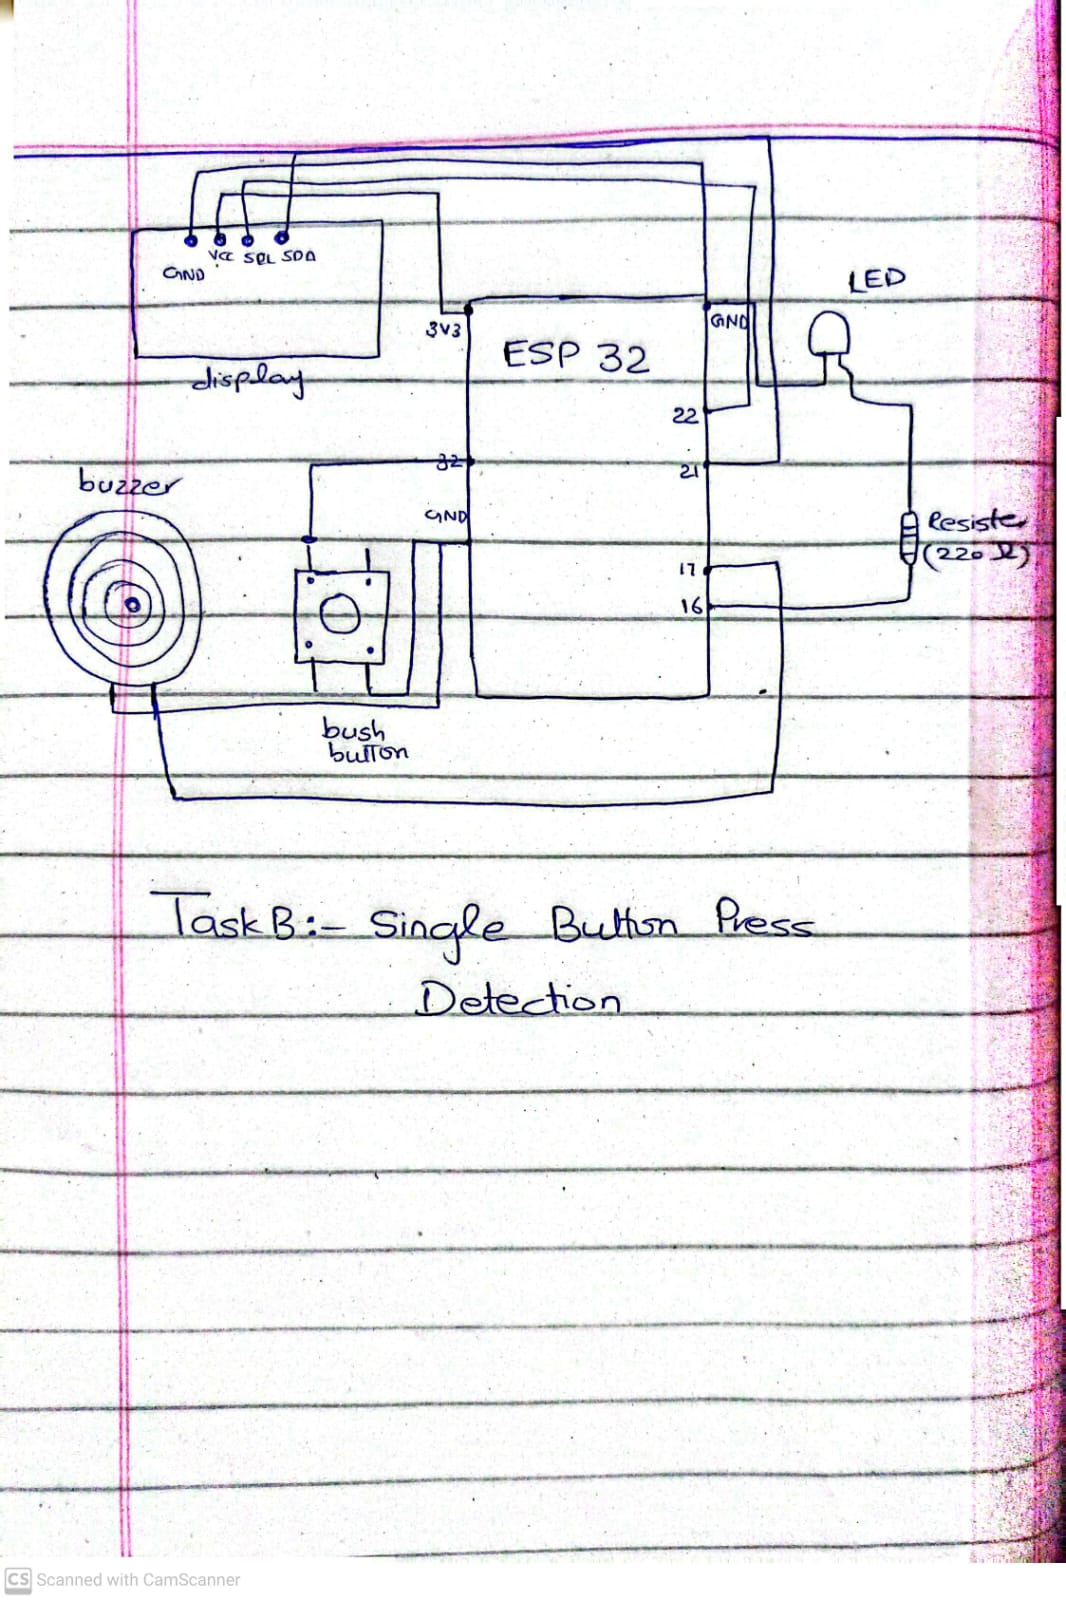 GND
VCC SCL SDA
display
3V3
ESP 32
GND
LED
22
21
32
GND
buzzer
17
16
Resister
(220 Ω)
bush
button
Task B:- Single Button Press
Detection
CS Scanned with CamScanner